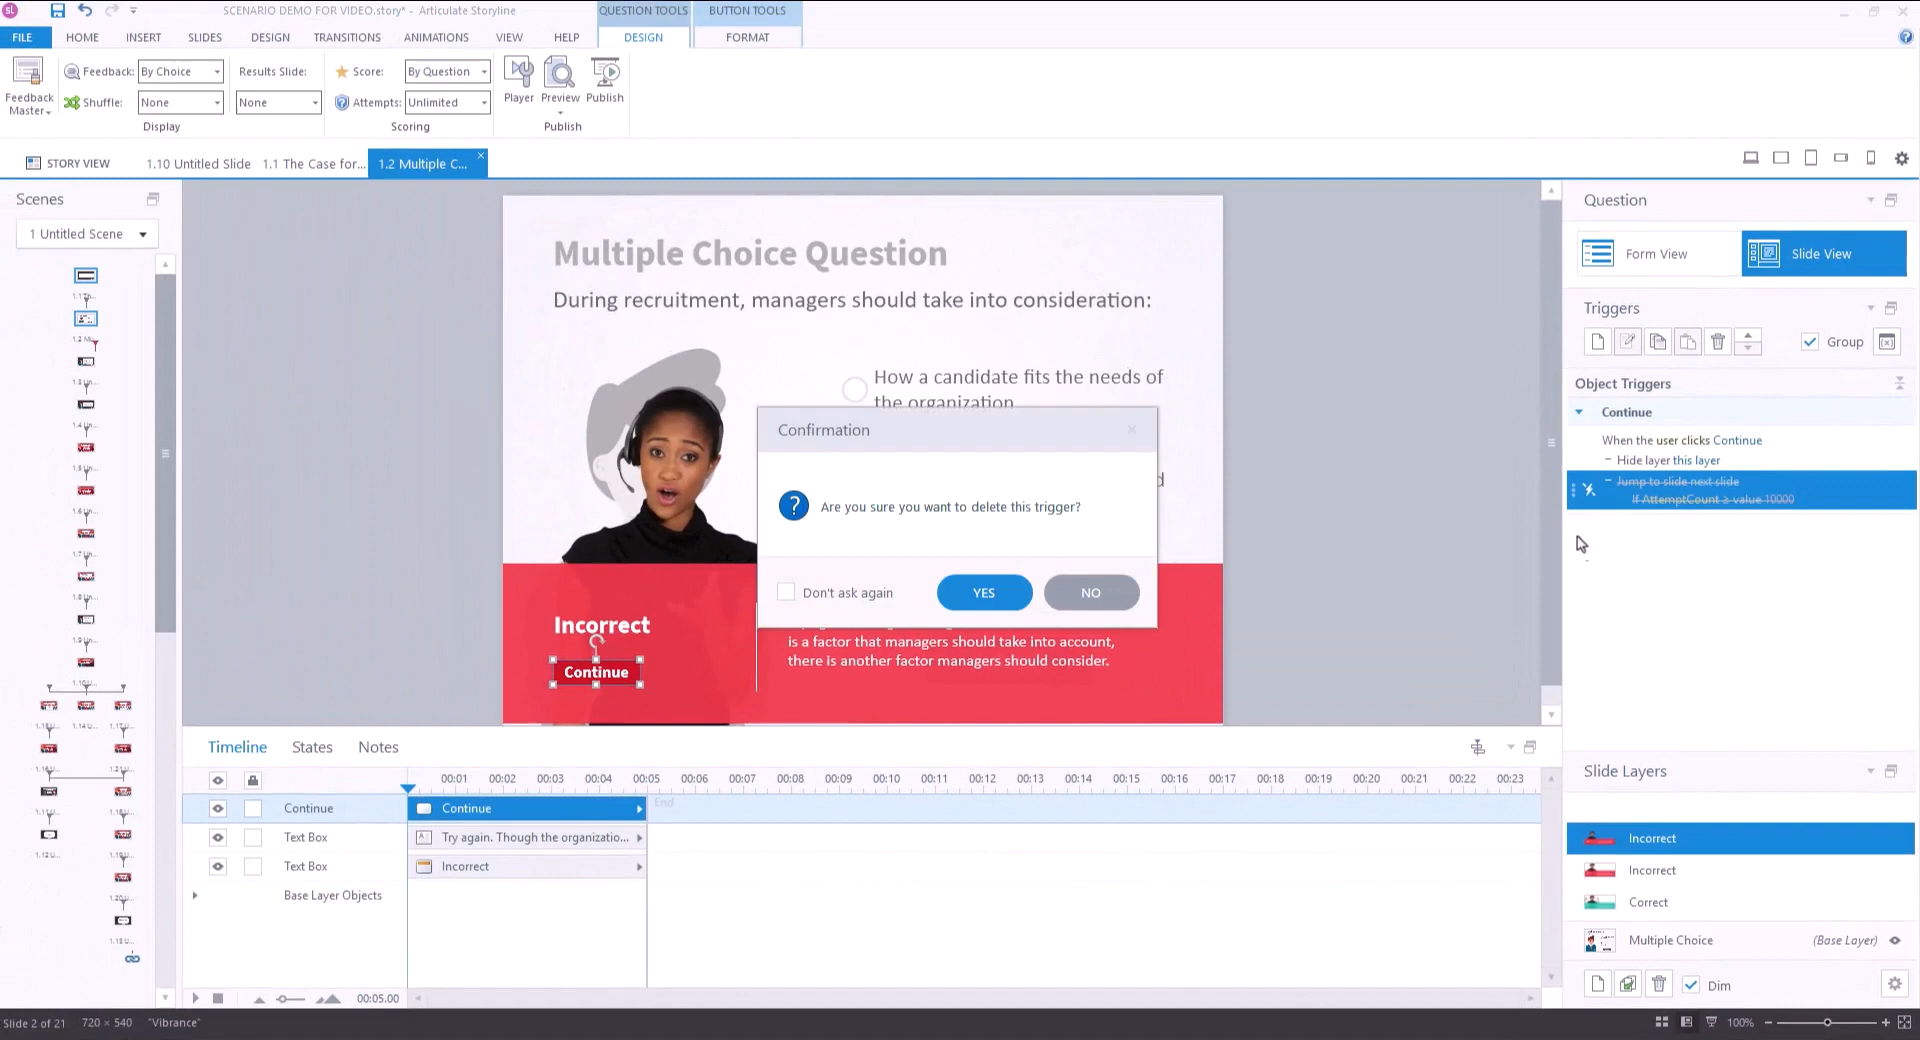 SCENARIO DEMO FOR VIDEO.story* - Articulate Storyline
QUESTION TOOLS
BUTTON TOOLS
FILE
HOME
INSERT
SLIDES
DESIGN
TRANSITIONS
ANIMATIONS
VIEW
HELP
DESIGN
FORMAT
Feedback Master
Feedback: By Choice
Shuffle: None
Display
Results Slide:
None
Score: By Question
Attempts: Unlimited
Scoring
Player
Preview
Publish
Publish
STORY VIEW
1.10 Untitled Slide
1.1 The Case for...
1.2 Multiple C...
Scenes
1 Untitled Scene
Multiple Choice Question
During recruitment, managers should take into consideration:
How a candidate fits the needs of
the organization
Confirmation
Are you sure you want to delete this trigger?
Don't ask again
YES
NO
Incorrect
Continue
is a factor that managers should take into account,
there is another factor managers should consider.
Question
Form View
Slide View
Triggers
Group
Object Triggers
Continue
When the user clicks Continue
Hide layer this layer
Jump to slide next slide
If AttemptCount ≥ value 10000
Timeline
States
Notes
00:01 00:02 00:03 00:04 00:05 00:06 00:07 00:08 00:09 00:10 00:11 00:12 00:13 00:14 00:15 00:16 00:17 00:18 00:19 00:20 00:21 00:22 00:23
Continue
Continue
End
Text Box
Try again. Though the organizatio...
Text Box
Incorrect
Base Layer Objects
00:05.00
Slide Layers
Incorrect
Incorrect
Correct
Multiple Choice
(Base Layer)
Dim
Slide 2 of 21
720 × 540
"Vibrance"
100%